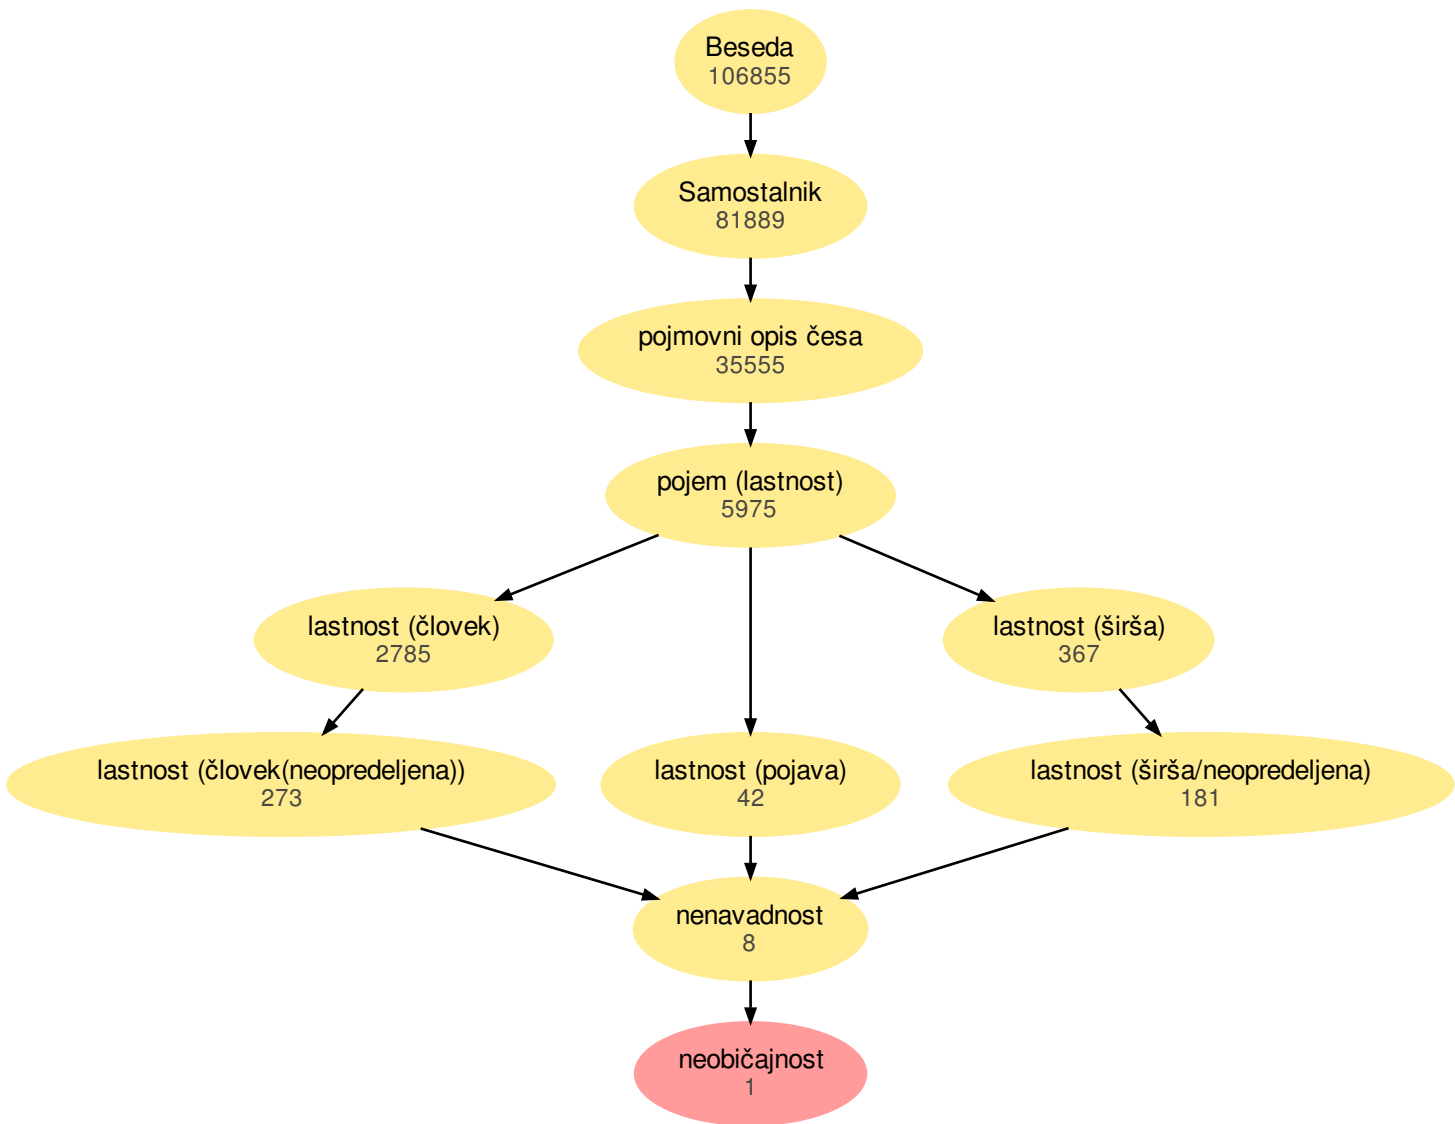 Beseda
106855
Samostalnik
81889
pojmovni opis česa
35555
pojem (lastnost)
5975
lastnost (človek)
2785
lastnost (širša)
367
lastnost (človek(neopredeljena))
273
lastnost (pojava)
42
lastnost (širša/neopredeljena)
181
nenavadnost
8
neobičajnost
1